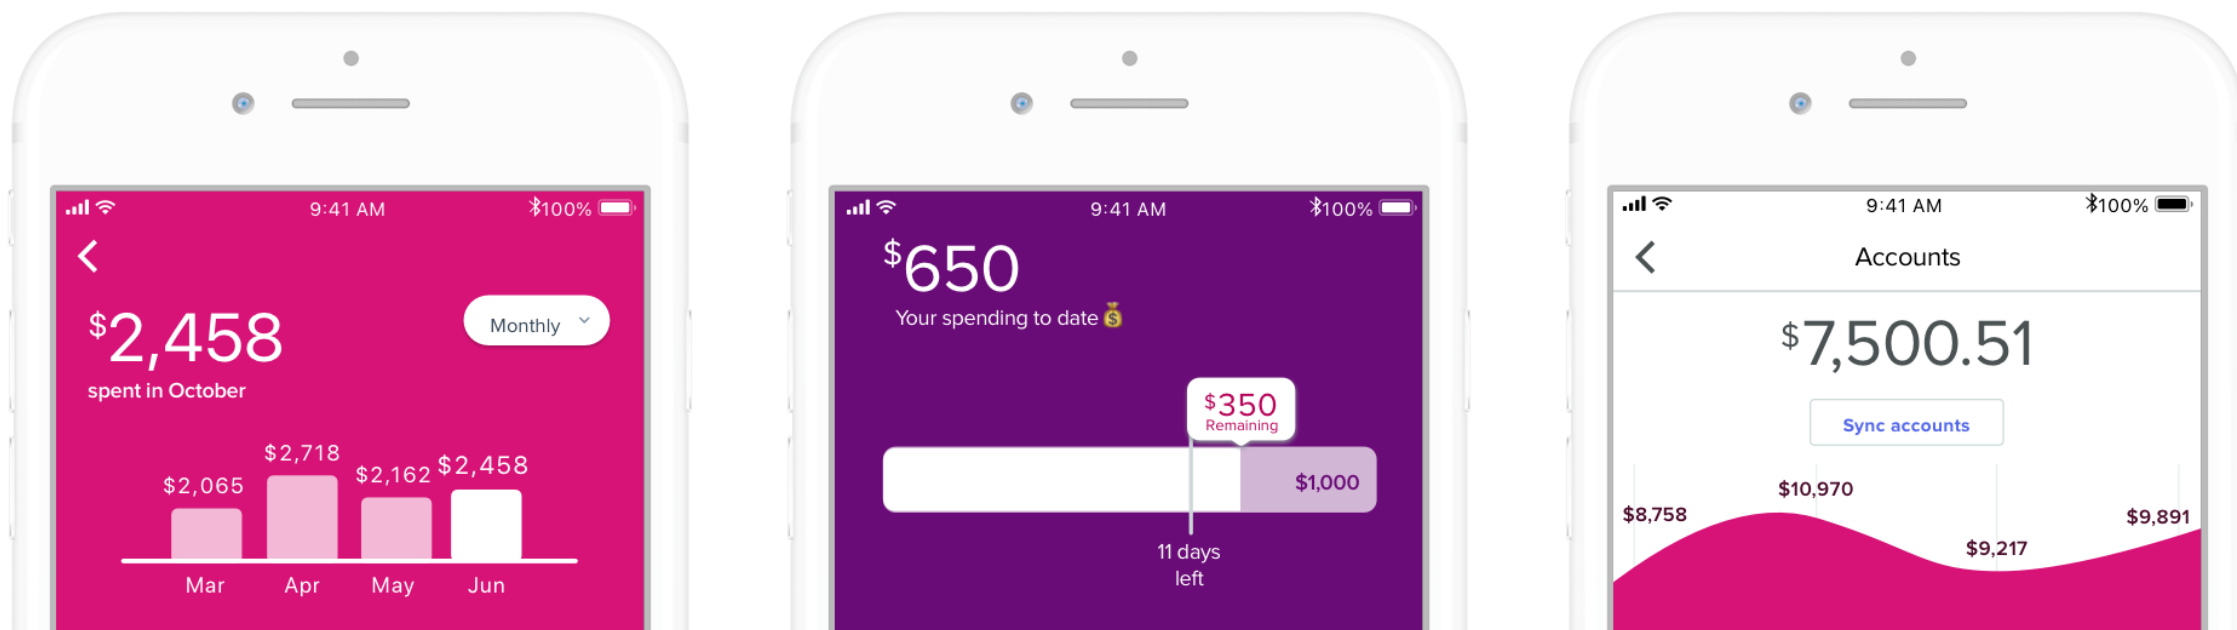 9:41 AM
100%
$2,458
Monthly
spent in October
$2,065
$2,718
$2,162
$2,458
Mar Apr May Jun
9:41 AM
100%
$650
Your spending to date
$350
Remaining
$1,000
11 days
left
9:41 AM
100%
Accounts
$7,500.51
Sync accounts
$8,758
$10,970
$9,217
$9,891